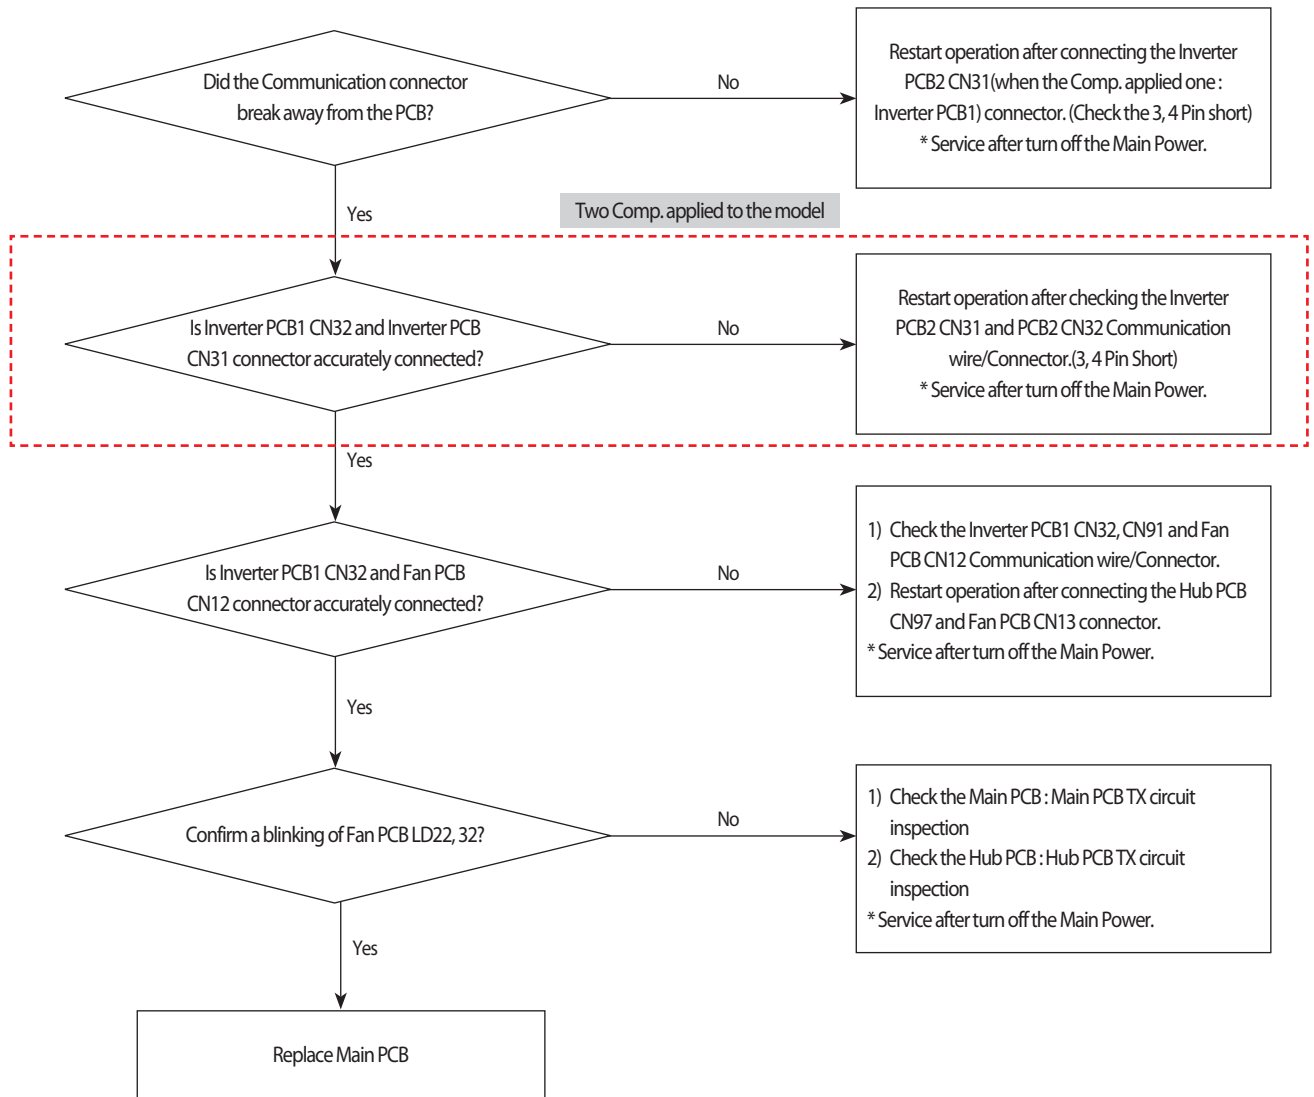 Did the Communication connector
break away from the PCB?
No
Restart operation after connecting the Inverter
PCB2 CN31(when the Comp. applied one :
Inverter PCB1) connector. (Check the 3, 4 Pin short)
* Service after turn off the Main Power.
Yes
Two Comp. applied to the model
Is Inverter PCB1 CN32 and Inverter PCB
CN31 connector accurately connected?
No
Restart operation after checking the Inverter
PCB2 CN31 and PCB2 CN32 Communication
wire/Connector.(3, 4 Pin Short)
* Service after turn off the Main Power.
Yes
Is Inverter PCB1 CN32 and Fan PCB
CN12 connector accurately connected?
No
1) Check the Inverter PCB1 CN32, CN91 and Fan
PCB CN12 Communication wire/Connector.
2) Restart operation after connecting the Hub PCB
CN97 and Fan PCB CN13 connector.
* Service after turn off the Main Power.
Yes
Confirm a blinking of Fan PCB LD22, 32?
No
1) Check the Main PCB : Main PCB TX circuit
inspection
2) Check the Hub PCB : Hub PCB TX circuit
inspection
* Service after turn off the Main Power.
Yes
Replace Main PCB